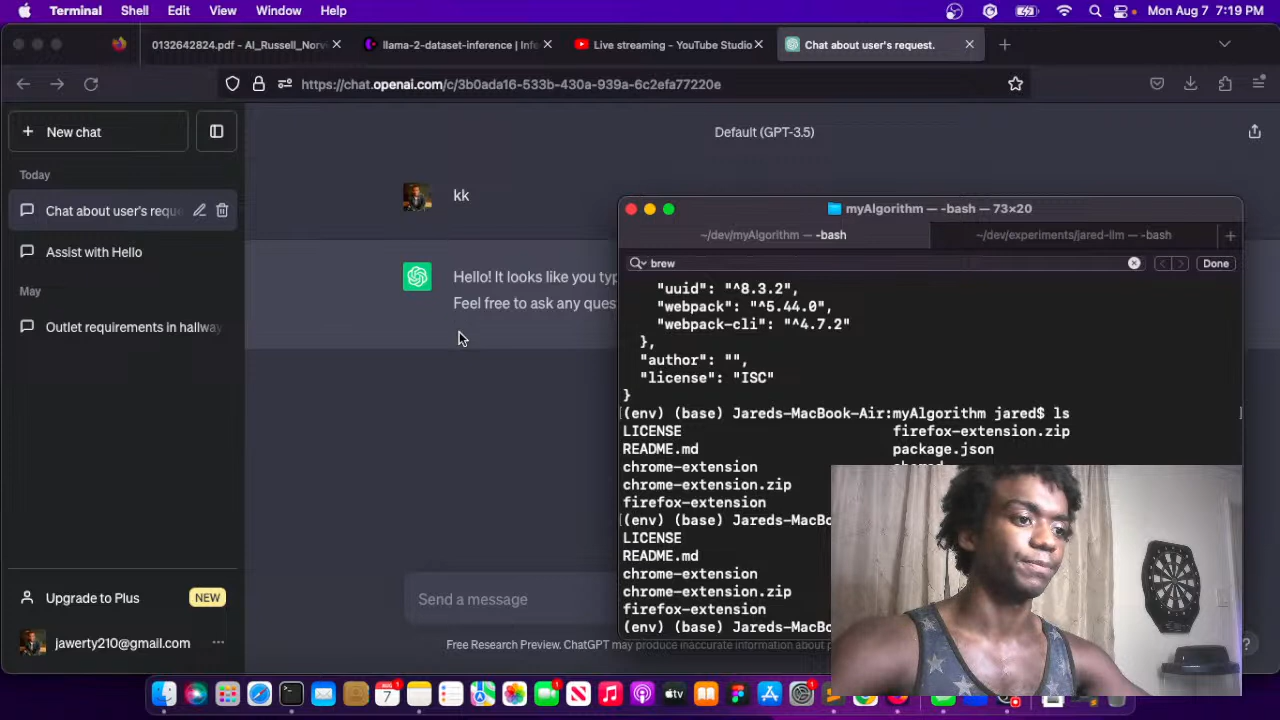 Terminal Shell Edit View Window Help Mon Aug 7 7:19 PM
0132642824.pdf - AI_Russell_Norvi llama-2-dataset-inference | Infe Live streaming - YouTube Studio Chat about user's request.
https://chat.openai.com/c/3b0ada16-533b-430a-939a-6c2efa77220e
New chat
Default (GPT-3.5)
Today
Chat about user's reque
Assist with Hello
May
Outlet requirements in hallway
Upgrade to Plus NEW
jawerty210@gmail.com
kk
Hello! It looks like you typ
Feel free to ask any ques
Send a message
Free Research Preview. ChatGPT may produce inaccurate information about
myAlgorithm — -bash — 73×20
~/dev/myAlgorithm — -bash ~/dev/experiments/jared-llm — -bash
brew Done
"uuid": "^8.3.2",
"webpack": "^5.44.0",
"webpack-cli": "^4.7.2"
},
"author": "",
"license": "ISC"
}
(env) (base) Jareds-MacBook-Air:myAlgorithm jared$ ls
LICENSE firefox-extension.zip
README.md package.json
chrome-extension shared
chrome-extension.zip
firefox-extension
(env) (base) Jareds-MacBo
LICENSE
README.md
chrome-extension
chrome-extension.zip
firefox-extension
(env) (base) Jareds-MacBo
7
tv